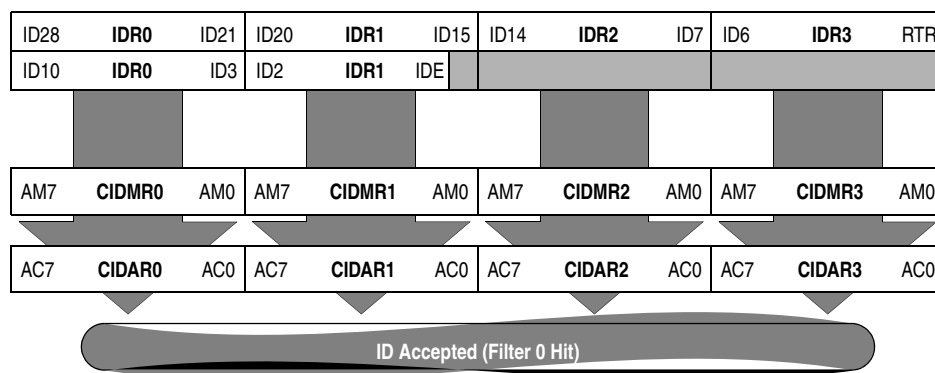 ID28 IDR0 ID21 ID20 IDR1 ID15 ID14 IDR2 ID7 ID6 IDR3 RTR
ID10 IDR0 ID3 ID2 IDR1 IDE
AM7 CIDMR0 AM0 AM7 CIDMR1 AM0 AM7 CIDMR2 AM0 AM7 CIDMR3 AM0
AC7 CIDAR0 AC0 AC7 CIDAR1 AC0 AC7 CIDAR2 AC0 AC7 CIDAR3 AC0
ID Accepted (Filter 0 Hit)